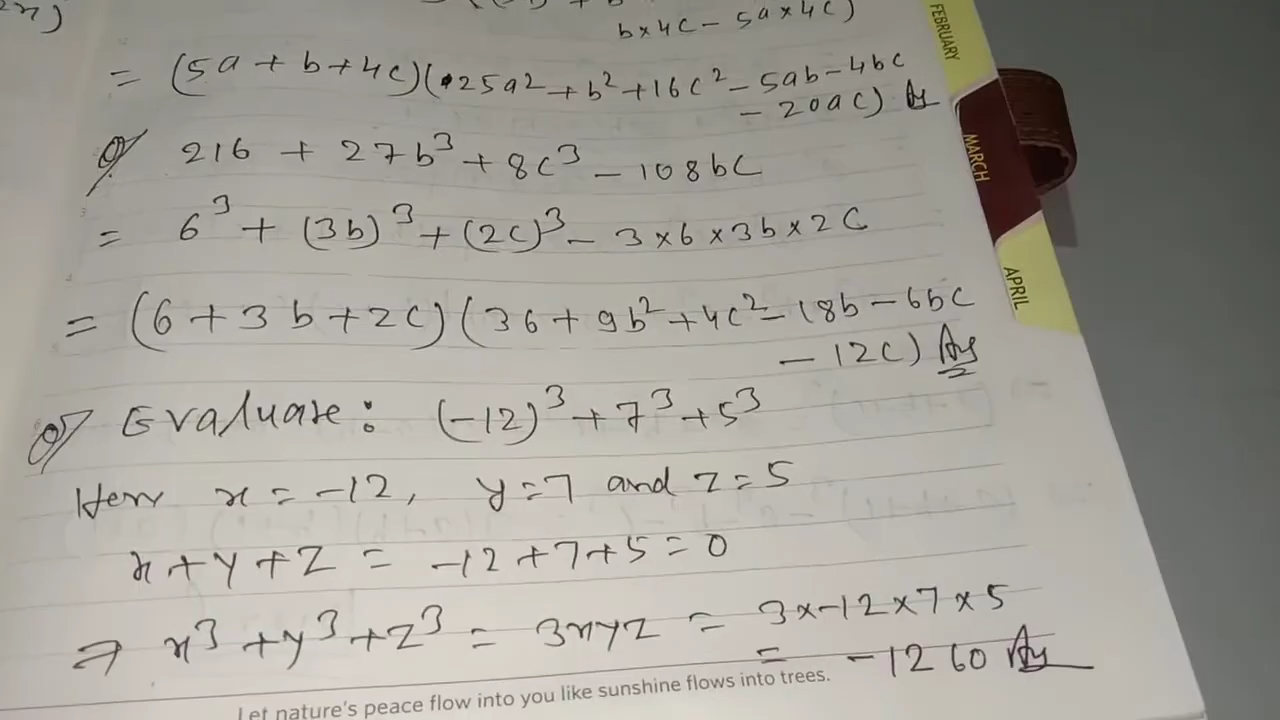 b×4c - 5a×4c)
= (5a + b + 4c)(25a² + b² + 16c² - 5ab - 4bc
- 20ac) Ans
Q/ 216 + 27b³ + 8c³ - 108bc
= 6³ + (3b)³ + (2c)³ - 3×6×3b×2c
= (6 + 3b + 2c)(36 + 9b² + 4c² - 18b - 6bc
- 12c) Ans
Q/ Evaluate: (-12)³ + 7³ + 5³
Here x = -12, y = 7 and z = 5
x + y + z = -12 + 7 + 5 = 0
⇒ x³ + y³ + z³ = 3xyz = 3×-12×7×5
= -1260 Ans
Let nature's peace flow into you like sunshine flows into trees.
FEBRUARY
MARCH
APRIL